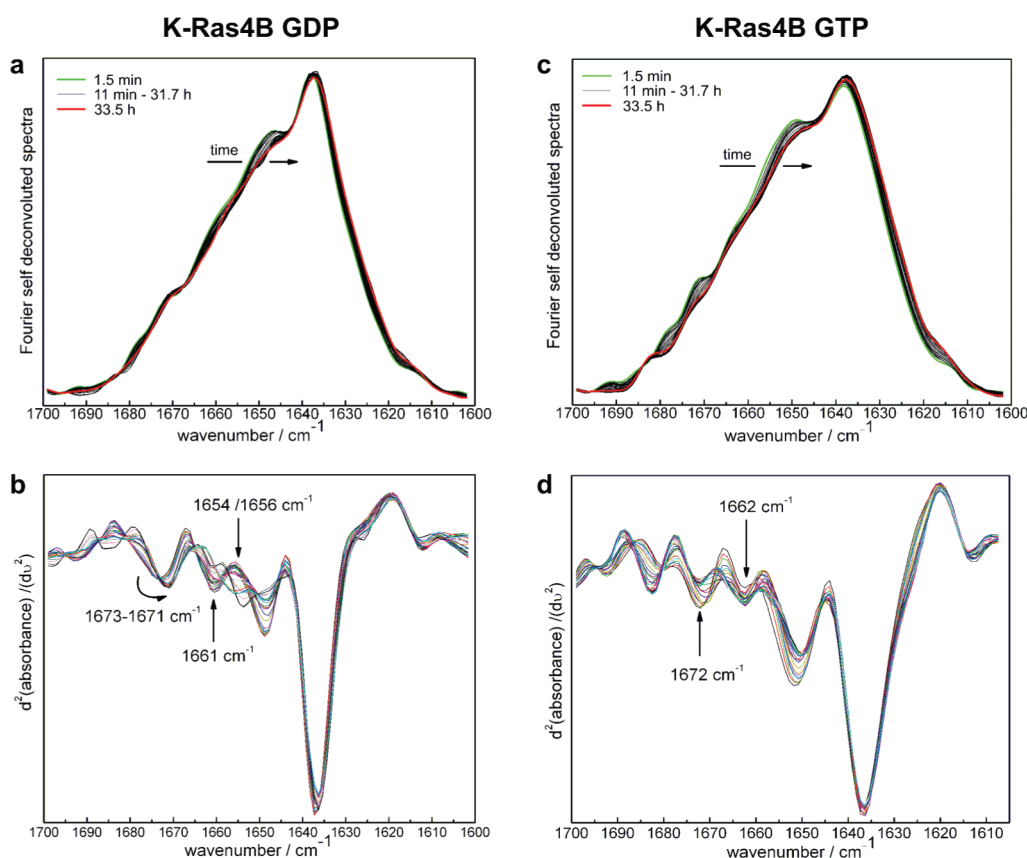 K-Ras4B GDP
K-Ras4B GTP
a
1.5 min
11 min - 31.7 h
33.5 h
time
Fourier self deconvoluted spectra
1700 1690 1680 1670 1660 1650 1640 1630 1620 1610 1600
wavenumber / cm⁻¹
c
1.5 min
11 min - 31.7 h
33.5 h
time
Fourier self deconvoluted spectra
1700 1690 1680 1670 1660 1650 1640 1630 1620 1610 1600
wavenumber / cm⁻¹
b
1654 /1656 cm⁻¹
1673-1671 cm⁻¹
1661 cm⁻¹
d²(absorbance) /(dυ²)
1700 1690 1680 1670 1660 1650 1640 1630 1620 1610 1600
wavenumber / cm⁻¹
d
1662 cm⁻¹
1672 cm⁻¹
d²(absorbance) /(dυ²)
1700 1690 1680 1670 1660 1650 1640 1630 1620 1610
wavenumber / cm⁻¹